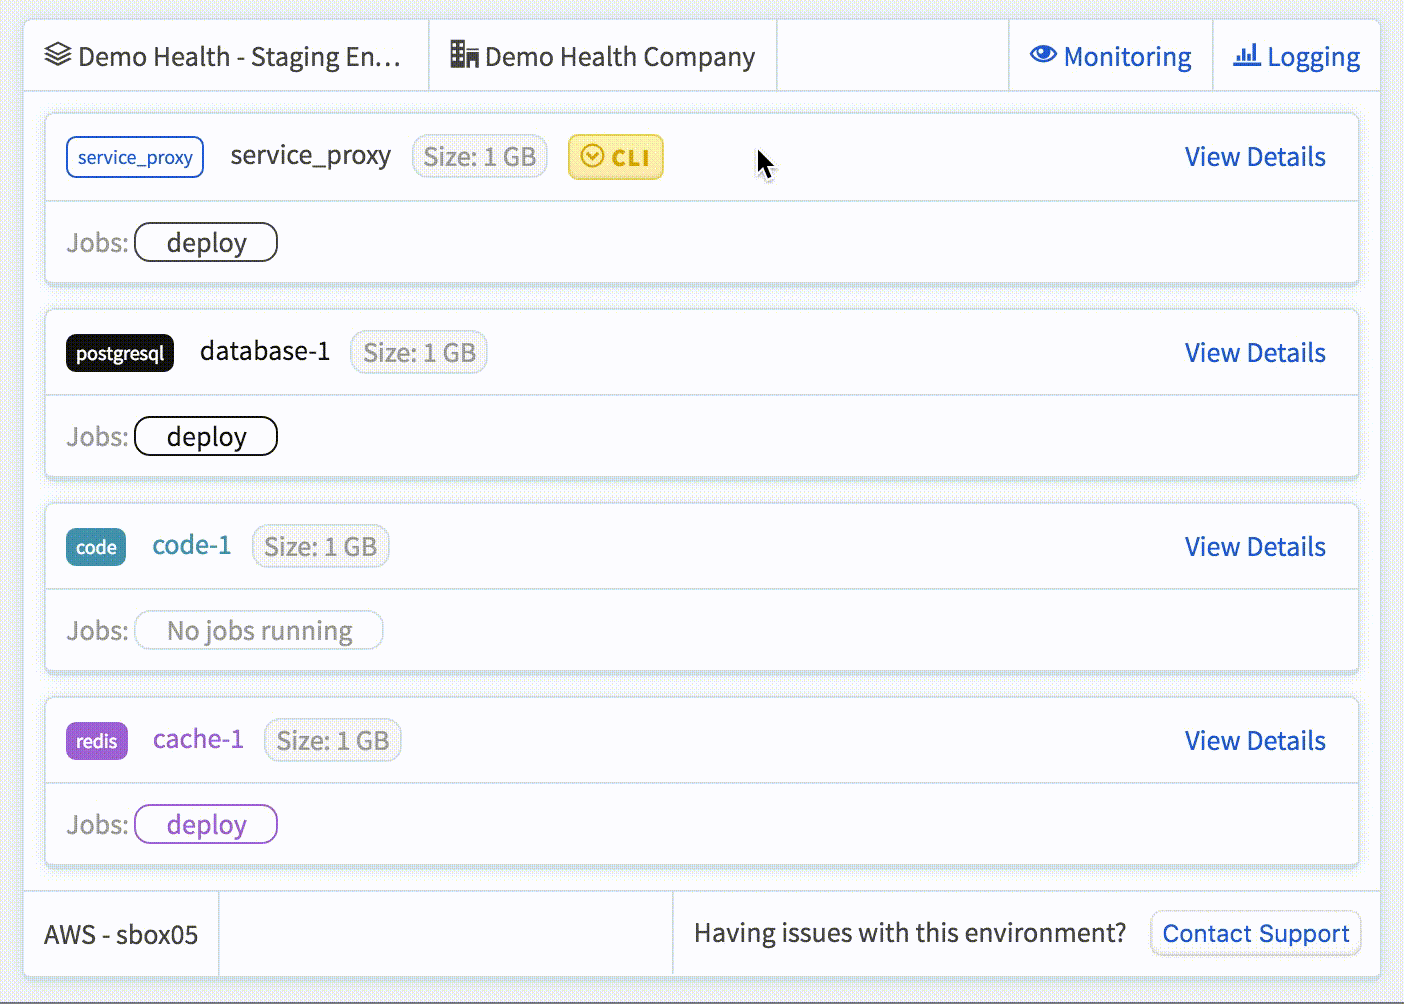 Demo Health - Staging En... Demo Health Company Monitoring Logging
service_proxy service_proxy Size: 1 GB CLI View Details
Jobs: deploy
postgresql database-1 Size: 1 GB View Details
Jobs: deploy
code code-1 Size: 1 GB View Details
Jobs: No jobs running
redis cache-1 Size: 1 GB View Details
Jobs: deploy
AWS - sbox05 Having issues with this environment? Contact Support